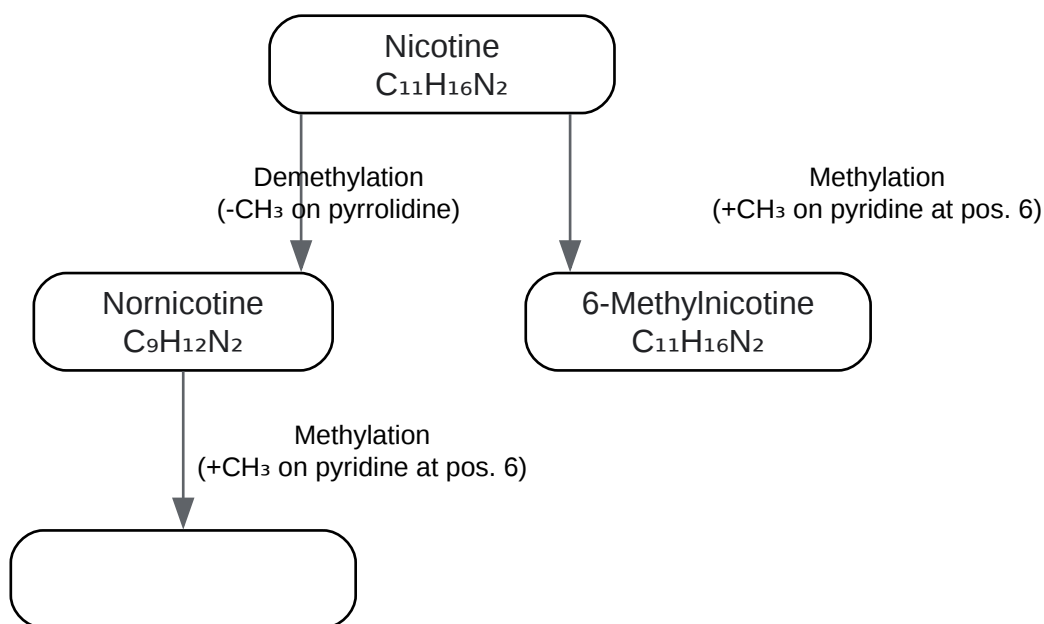 Nicotine
C₁₁H₁₆N₂
Demethylation
(-CH₃ on pyrrolidine)
Methylation
(+CH₃ on pyridine at pos. 6)
Nornicotine
C₉H₁₂N₂
6-Methylnicotine
C₁₁H₁₆N₂
Methylation
(+CH₃ on pyridine at pos. 6)